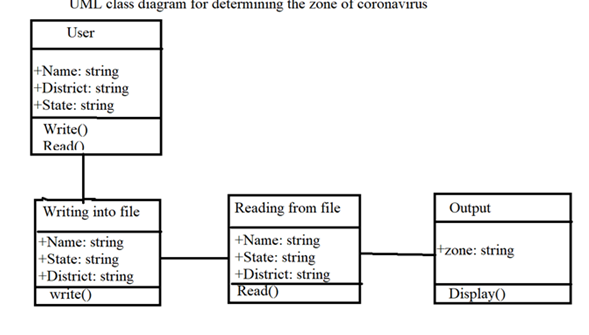 UML class diagram for determining the zone of coronavirus
User
+Name: string
+District: string
+State: string
Write()
Read()
Writing into file
+Name: string
+State: string
+District: string
write()
Reading from file
+Name: string
+State: string
+District: string
Read()
Output
+zone: string
Display()